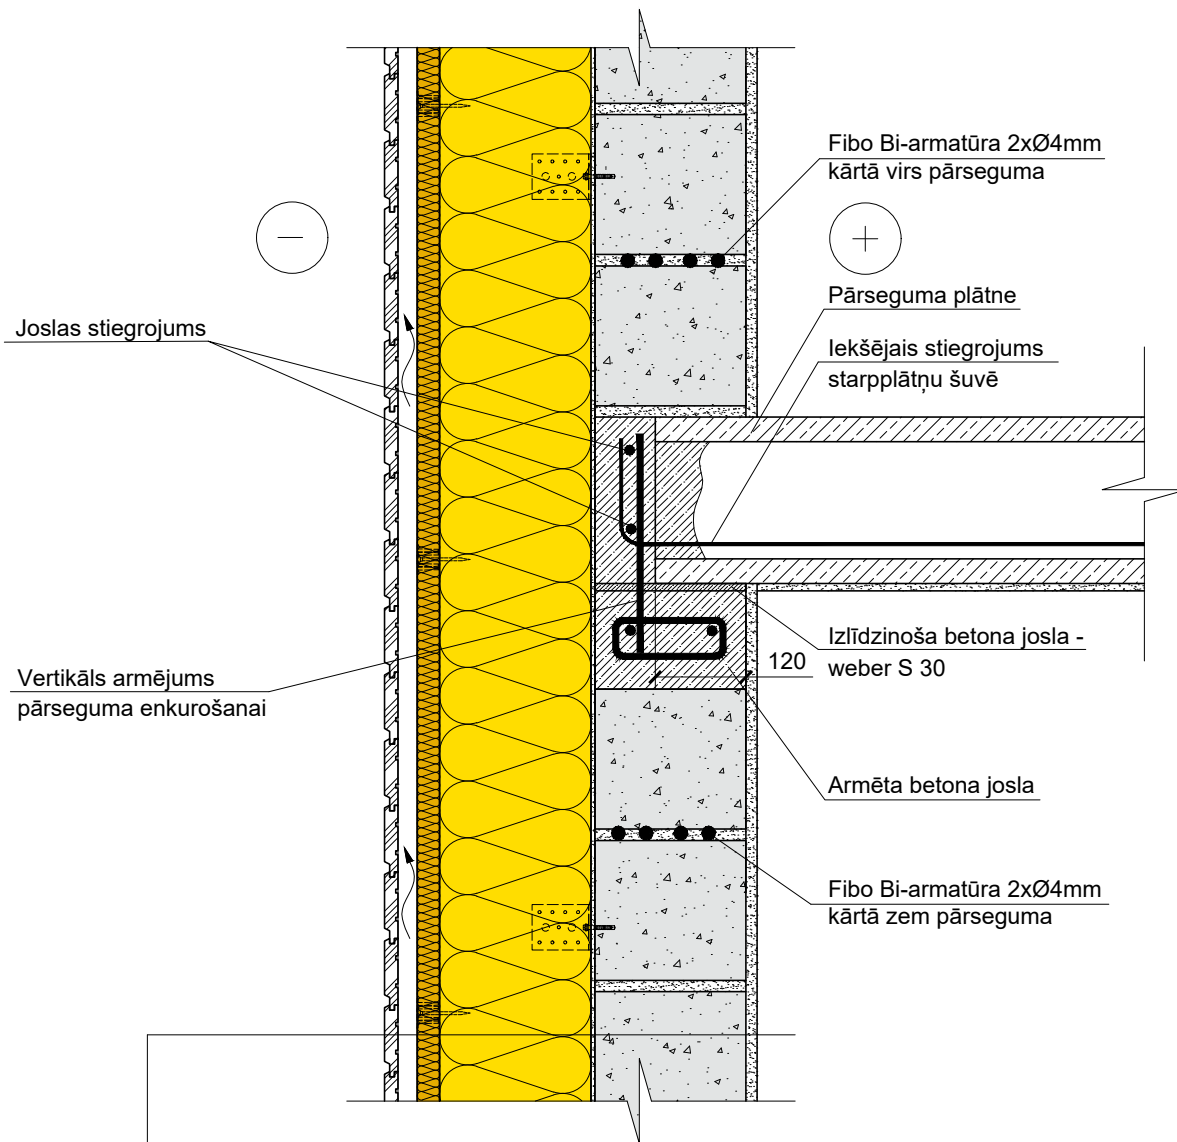 Fibo Bi-armatūra 2xØ4mm
kārtā virs pārseguma
−
+
Pārseguma plātne
Joslas stiegrojums
Iekšējais stiegrojums
starpplātņu šuvē
Izlīdzinoša betona josla -
weber S 30
120
Vertikāls armējums
pārseguma enkurošanai
Armēta betona josla
Fibo Bi-armatūra 2xØ4mm
kārtā zem pārseguma